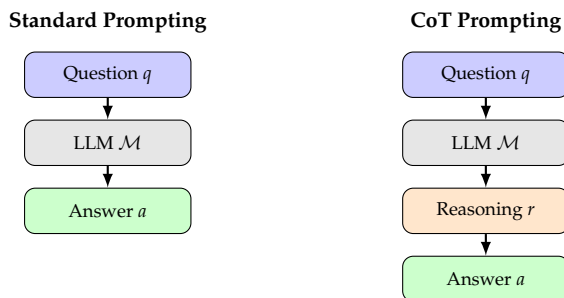 Standard Prompting
Question q
LLM ℳ
Answer a
CoT Prompting
Question q
LLM ℳ
Reasoning r
Answer a